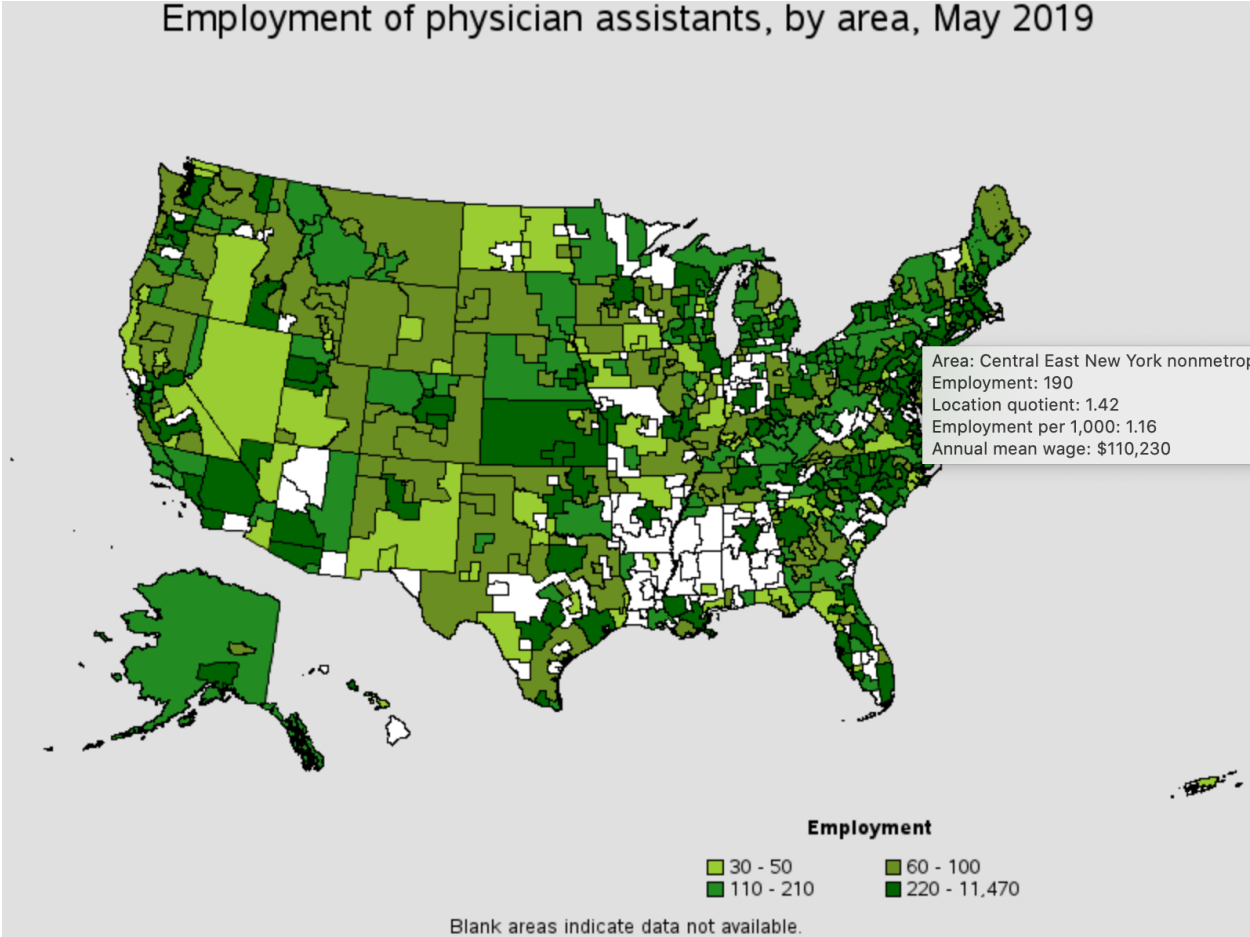 Employment of physician assistants, by area, May 2019
Area: Central East New York nonmetrop
Employment: 190
Location quotient: 1.42
Employment per 1,000: 1.16
Annual mean wage: $110,230
Employment
30 - 50
60 - 100
110 - 210
220 - 11,470
Blank areas indicate data not available.